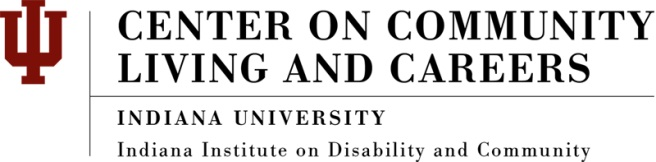 CENTER ON COMMUNITY
LIVING AND CAREERS
INDIANA UNIVERSITY
Indiana Institute on Disability and Community